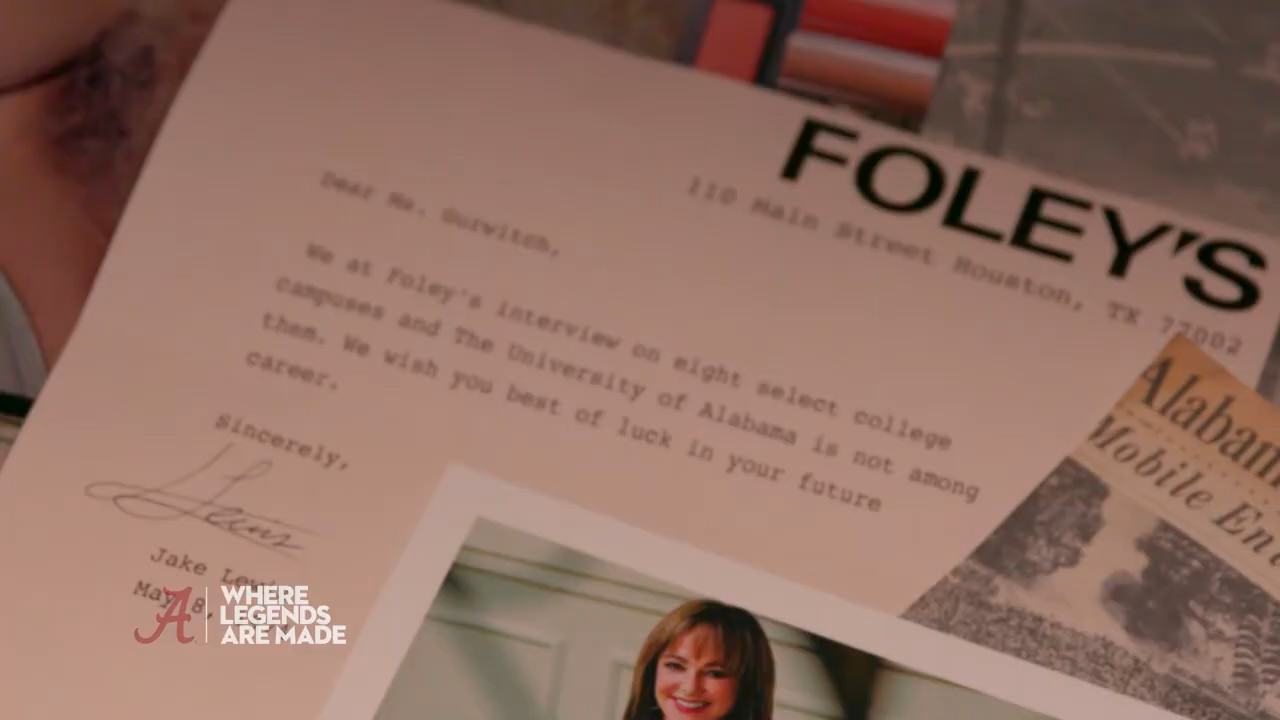 FOLEY'S
110 Main Street Houston, TX 77002
Dear Ms. Gurwitch,
We at Foley's interview on eight select college
campuses and The University of Alabama is not among
them. We wish you best of luck in your future
career.
Sincerely,
Jake
May 8,
Mobile
A
WHERE
LEGENDS
ARE MADE